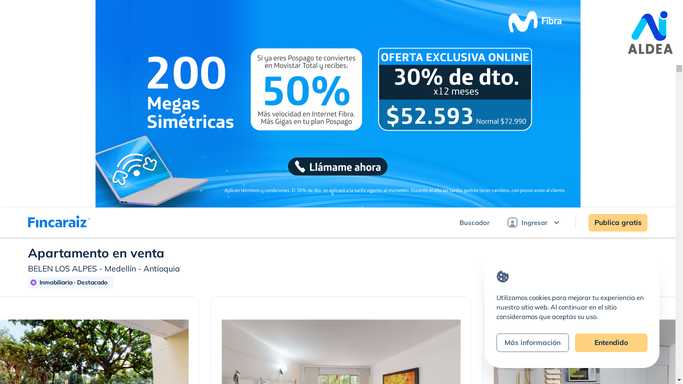 Fibra
ALDEA
200
Megas
Simétricas
Si ya eres Pospago te conviertes
en Movistar Total y recibes:
50%
Más velocidad en Internet Fibra.
Más Gigas en tu plan Pospago
OFERTA EXCLUSIVA ONLINE
30% de dto.
x12 meses
$52.593 Normal $72.990
Llámame ahora
Fincaraiz
Buscador
Ingresar
Publica gratis
Apartamento en venta
BELEN LOS ALPES - Medellín - Antioquia
Inmobiliaria · Destacado
Utilizamos cookies para mejorar tu experiencia en
nuestro sitio web. Al continuar en el sitio
consideramos que aceptas su uso.
Más información
Entendido